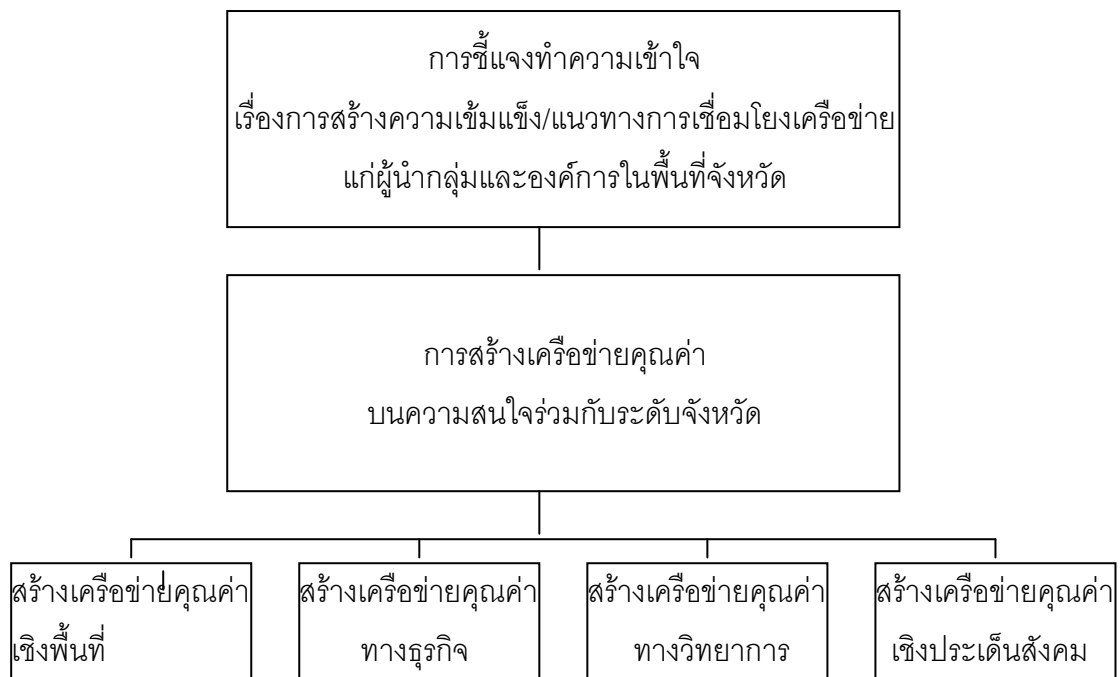 การชี้แจงทำความเข้าใจ
เรื่องการสร้างความเข้มแข็ง/แนวทางการเชื่อมโยงเครือข่าย
แก่ผู้นำกลุ่มและองค์การในพื้นที่จังหวัด
การสร้างเครือข่ายคุณค่า
บนความสนใจร่วมกับระดับจังหวัด
สร้างเครือข่ายคุณค่า
เชิงพื้นที่
สร้างเครือข่ายคุณค่า
ทางธุรกิจ
สร้างเครือข่ายคุณค่า
ทางวิทยาการ
สร้างเครือข่ายคุณค่า
เชิงประเด็นสังคม